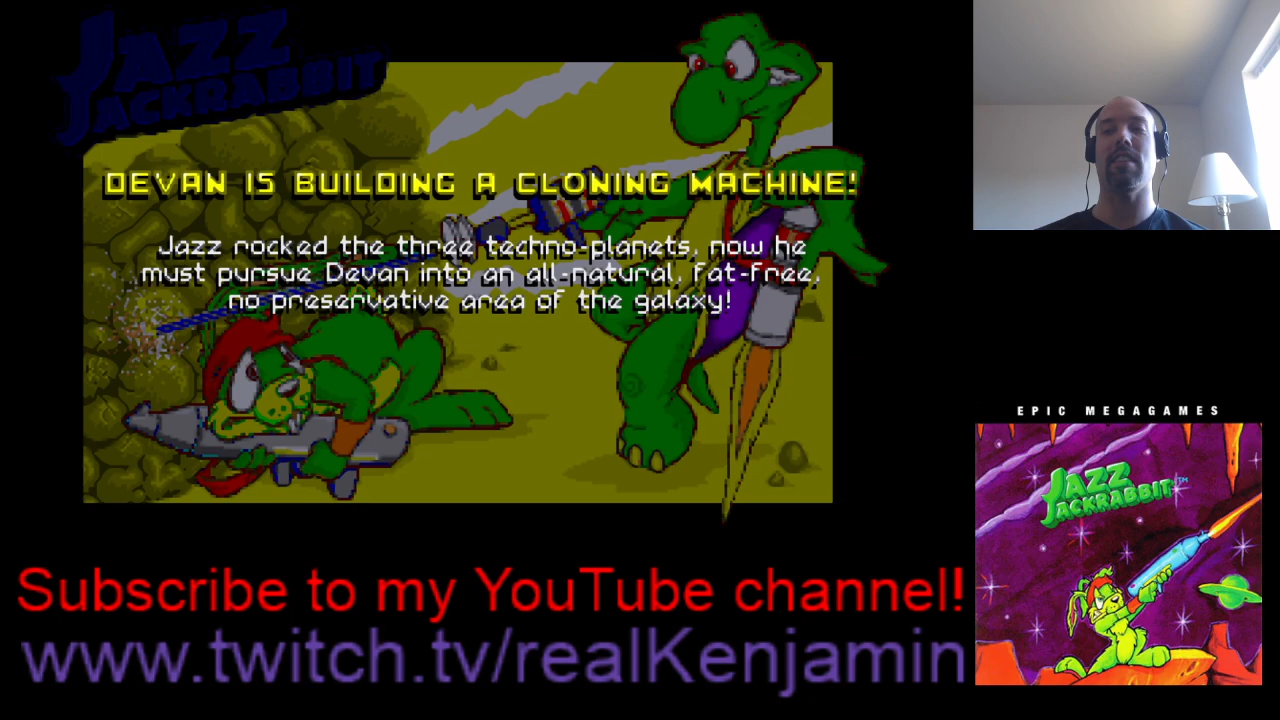 JAZZ
JACKRABBIT
DEVAN IS BUILDING A CLONING MACHINE!
Jazz rocked the three techno-planets, now he
must pursue Devan into an all-natural, fat-free,
no preservative area of the galaxy!
EPIC MEGAGAMES
JAZZ
JACKRABBIT™
Subscribe to my YouTube channel!
www.twitch.tv/realKenjamin